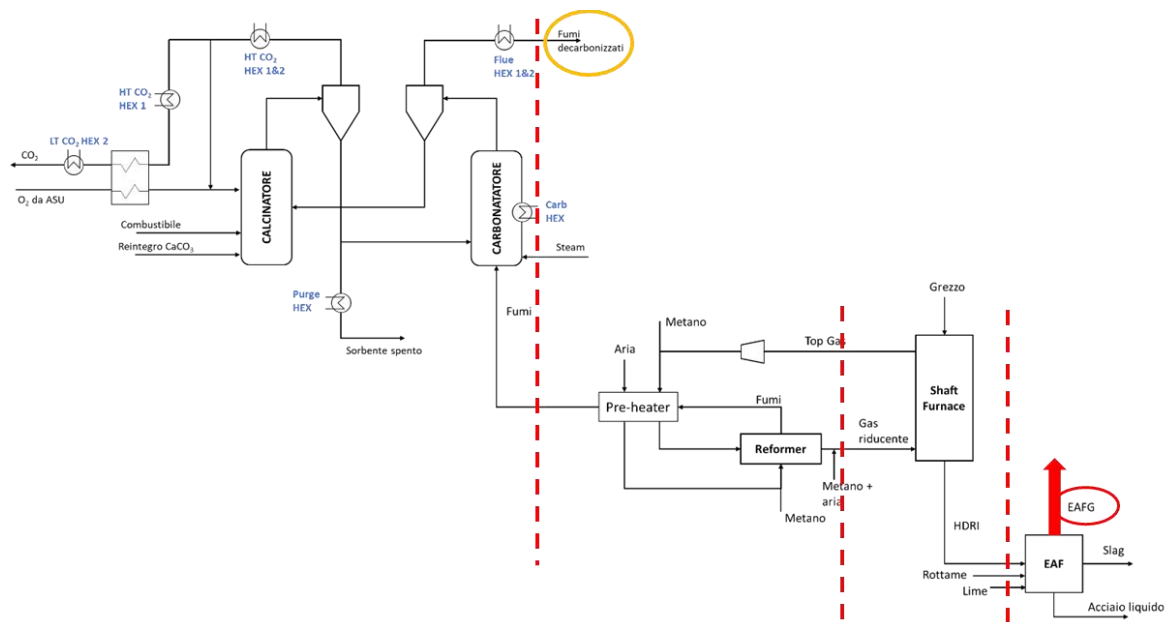 HT CO₂
HEX 1&2
Fumi
decarbonizzati
Flue
HEX 1&2
HT CO₂
HEX 1
LT CO₂ HEX 2
CO₂
O₂ da ASU
CALCINATORE
CARBONATATORE
Carb
HEX
Combustibile
Reintegro CaCO₃
Steam
Purge
HEX
Fumi
Sorbente spento
Grezzo
Metano
Top Gas
Aria
Shaft
Furnace
Pre-heater
Fumi
Gas
riducente
Reformer
Metano +
aria
Metano
EAFG
HDRI
EAF
Slag
Rottame
Lime
Acciaio liquido